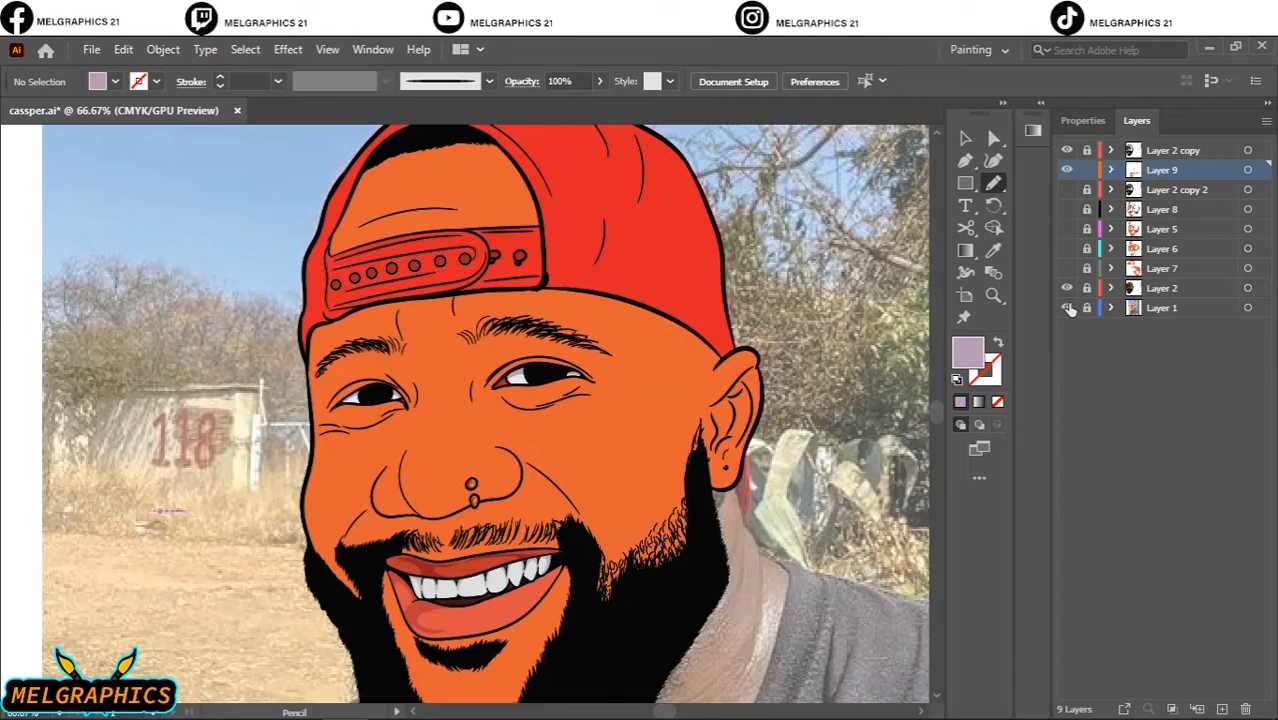 MELGRAPHICS 21
MELGRAPHICS 21
MELGRAPHICS 21
MELGRAPHICS 21
MELGRAPHICS 21
Ai File Edit Object Type Select Effect View Window Help Painting Search Adobe Help
No Selection Stroke: Opacity: 100% Style: Document Setup Preferences
cassper.ai* @ 66.67% (CMYK/GPU Preview)
Properties Layers
Layer 2 copy
Layer 9
Layer 2 copy 2
Layer 8
Layer 5
Layer 6
Layer 7
Layer 2
Layer 1
118
MELGRAPHICS
Pencil
9 Layers